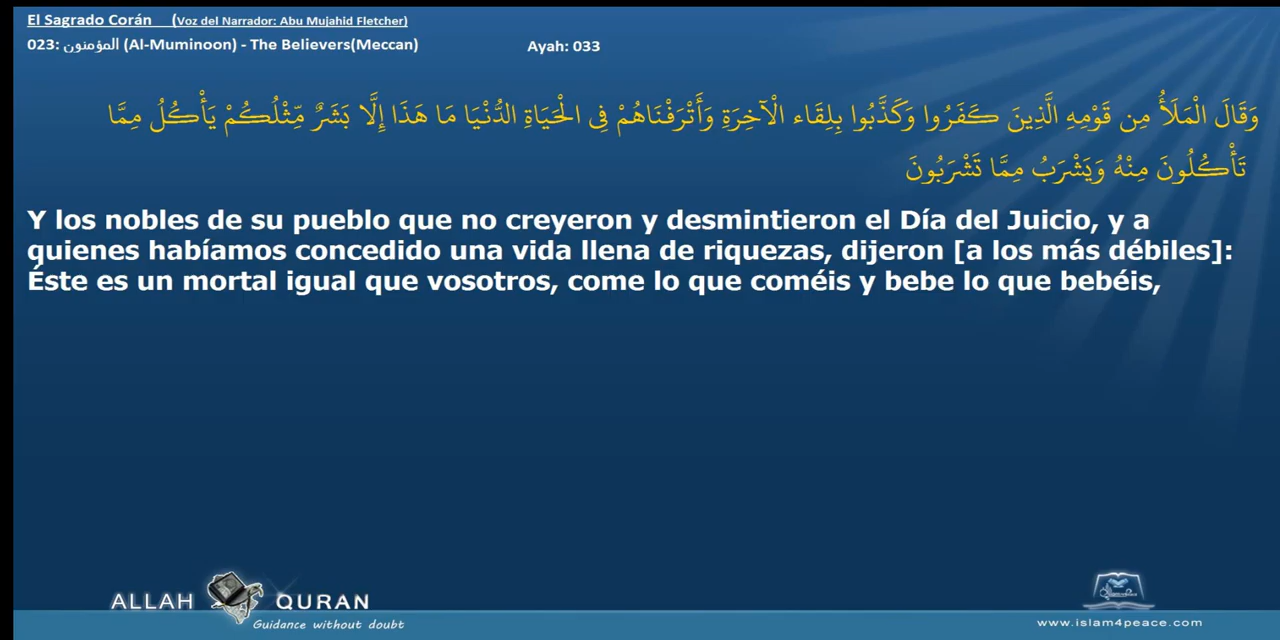 El Sagrado Corán (Voz del Narrador: Abu Mujahid Fletcher)
023: المؤمنون (Al-Muminoon) - The Believers(Meccan) Ayah: 033
وَقَالَ الْمَلَأُ مِن قَوْمِهِ الَّذِينَ كَفَرُوا وَكَذَّبُوا بِلِقَاء الْآخِرَةِ وَأَتْرَفْنَاهُمْ فِي الْحَيَاةِ الدُّنْيَا مَا هَذَا إِلَّا بَشَرٌ مِّثْلُكُمْ يَأْكُلُ مِمَّا
تَأْكُلُونَ مِنْهُ وَيَشْرَبُ مِمَّا تَشْرَبُونَ
Y los nobles de su pueblo que no creyeron y desmintieron el Día del Juicio, y a
quienes habíamos concedido una vida llena de riquezas, dijeron [a los más débiles]:
Éste es un mortal igual que vosotros, come lo que coméis y bebe lo que bebéis,
ALLAH QURAN
Guidance without doubt
www.islam4peace.com